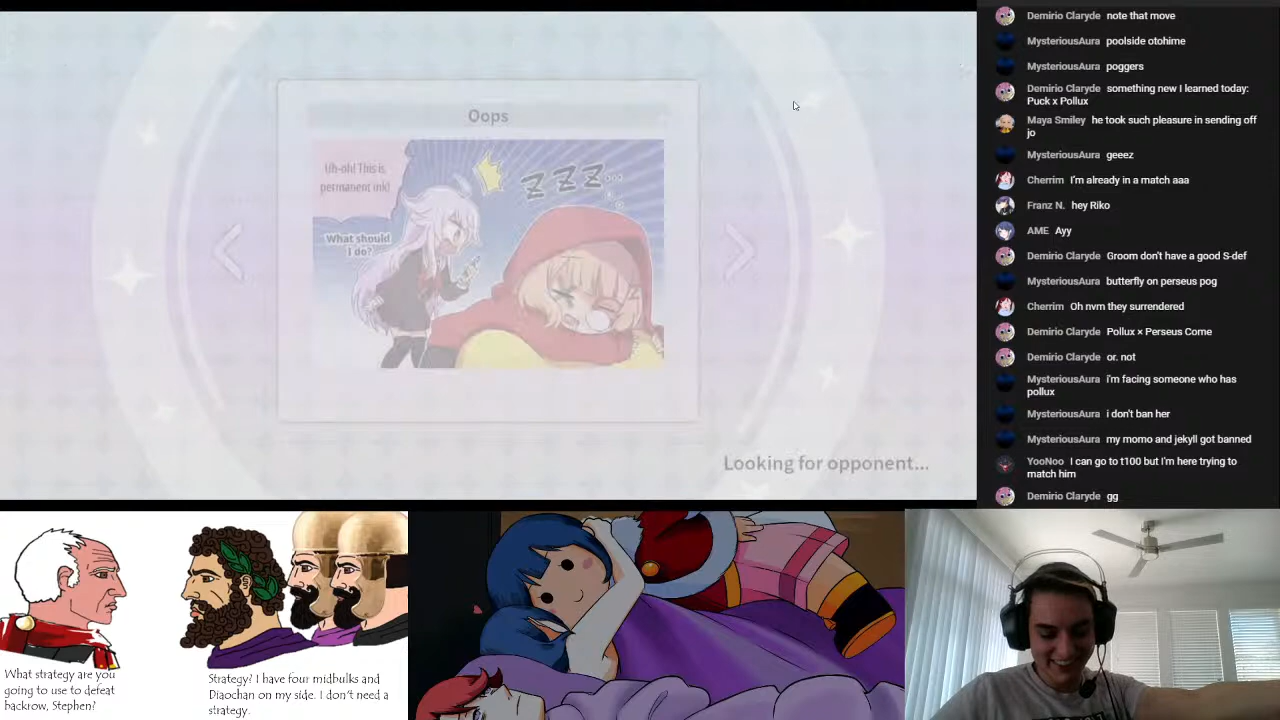 Oops
Uh-oh! This is
permanent ink!
What should
I do?
ZZZ...
Looking for opponent...
Demirio Claryde note that move
MysteriousAura poolside otohime
MysteriousAura poggers
Demirio Claryde something new I learned today:
Puck x Pollux
Maya Smiley he took such pleasure in sending off
jo
MysteriousAura geeez
Cherrim I'm already in a match aaa
Franz N. hey Riko
AME Ayy
Demirio Claryde Groom don't have a good S-def
MysteriousAura butterfly on perseus pog
Cherrim Oh nvm they surrendered
Demirio Claryde Pollux × Perseus Come
Demirio Claryde or. not
MysteriousAura i'm facing someone who has
pollux
MysteriousAura i don't ban her
MysteriousAura my momo and jekyll got banned
YooNoo I can go to t100 but I'm here trying to
match him
Demirio Claryde gg
What strategy are you
going to use to defeat
hackrow, Stephen?
Strategy? I have four midhulls and
Diaochan on my side. I don't need a
strategy.